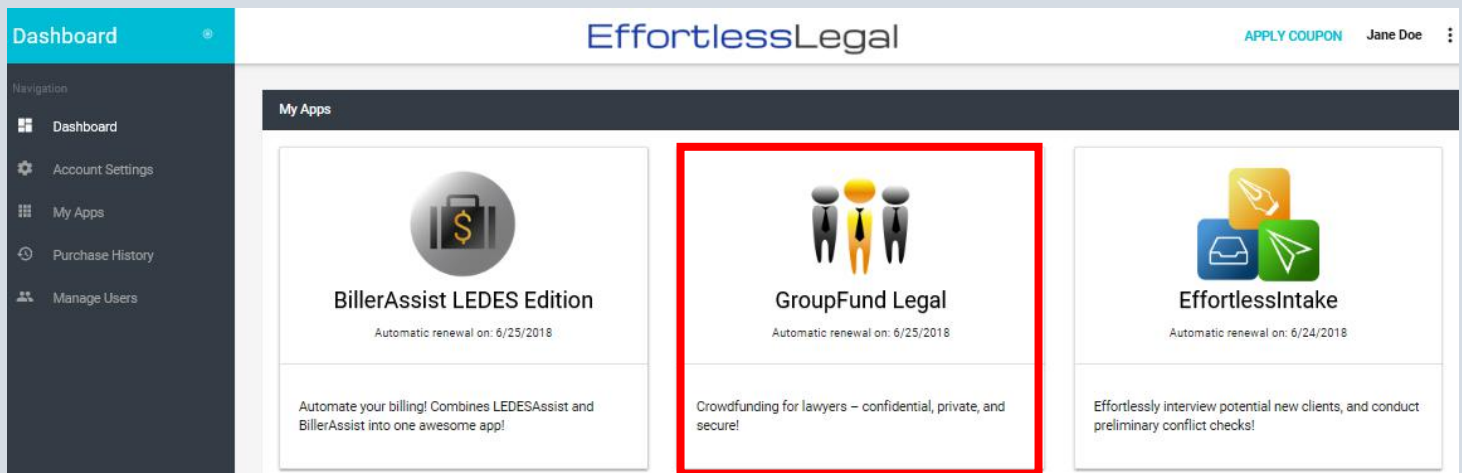 Dashboard
EffortlessLegal
APPLY COUPON Jane Doe
Navigation
Dashboard
Account Settings
My Apps
Purchase History
Manage Users
My Apps
$
BillerAssist LEDES Edition
Automatic renewal on: 6/25/2018
Automate your billing! Combines LEDESAssist and
BillerAssist into one awesome app!
GroupFund Legal
Automatic renewal on: 6/25/2018
Crowdfunding for lawyers – confidential, private, and
secure!
EffortlessIntake
Automatic renewal on: 6/24/2018
Effortlessly interview potential new clients, and conduct
preliminary conflict checks!